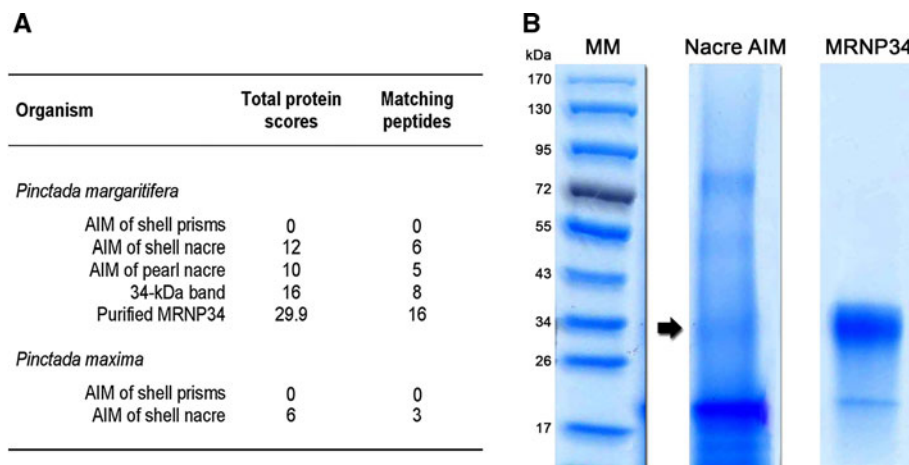 A
Organism Total protein scores Matching peptides
Pinctada margaritifera
AIM of shell prisms 0 0
AIM of shell nacre 12 6
AIM of pearl nacre 10 5
34-kDa band 16 8
Purified MRNP34 29.9 16
Pinctada maxima
AIM of shell prisms 0 0
AIM of shell nacre 6 3
B
MM Nacre AIM MRNP34
kDa
170
130
95
72
55
43
34
26
17